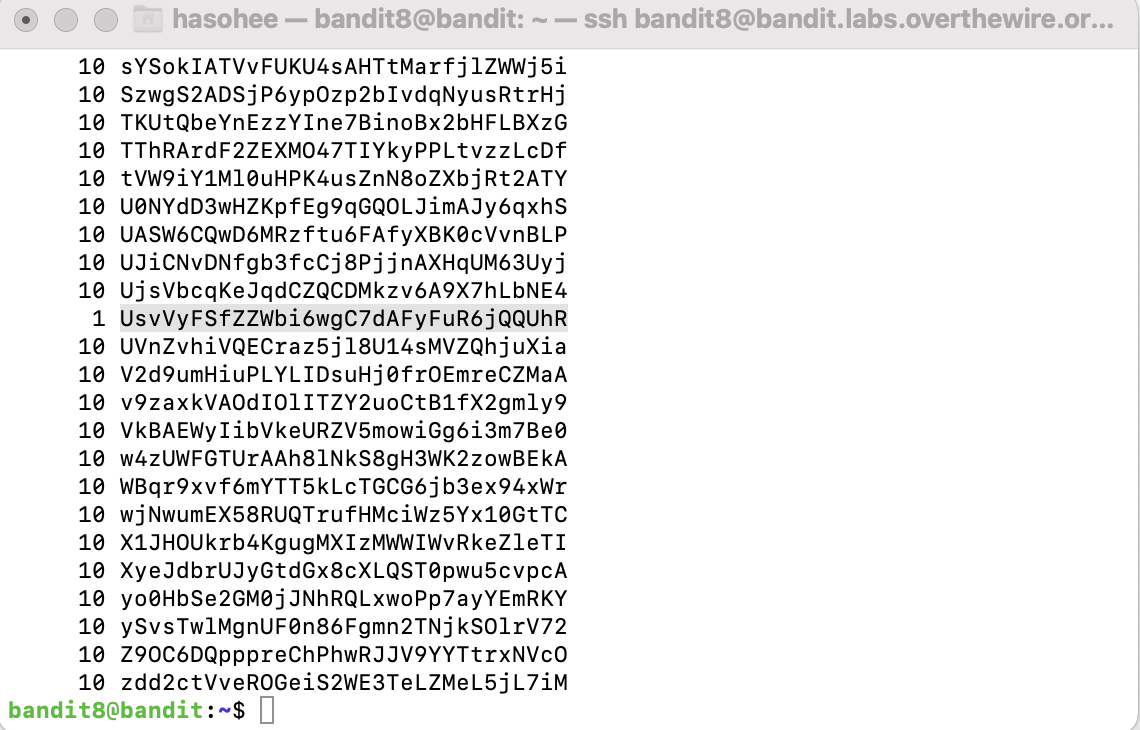 hasohee — bandit8@bandit: ~ — ssh bandit8@bandit.labs.overthewire.or...
10 sYSokIATVvFUKU4sAHTtMarfjlZWWj5i
10 SzwgS2ADSjP6ypOzp2bIvdqNyusRtrHj
10 TKUtQbeYnEzzYIne7BinoBx2bHFLBXzG
10 TThRArdF2ZEXMO47TIYkyPPLtvzzLcDf
10 tVW9iY1Ml0uHPK4usZnN8oZXbjRt2ATY
10 U0NYdD3wHZKpfEg9qGQOLJimAJy6qxhS
10 UASW6CQwD6MRzftu6FAfyXBK0cVvnBLP
10 UJiCNvDNfgb3fcCj8PjjnAXHqUM63Uyj
10 UjsVbcqKeJqdCZQCDMkzv6A9X7hLbNE4
1 UsvVyFSfZZWbi6wgC7dAFyFuR6jQQUhR
10 UVnZvhiVQECraz5jl8U14sMVZQhjuXia
10 V2d9umHiuPLYLIDsuHj0frOEmreCZMaA
10 v9zaxkVAOdIOlITZY2uoCtB1fX2gmly9
10 VkBAEWyIibVkeURZV5mowiGg6i3m7Be0
10 w4zUWFGTUrAAh8lNkS8gH3WK2zowBEkA
10 WBqr9xvf6mYTT5kLcTGCG6jb3ex94xWr
10 wjNwumEX58RUQTrufHMciWz5Yx10GtTC
10 X1JHOUkrb4KgugMXIzMWWIWvRkeZleTI
10 XyeJdbrUJyGtdGx8cXLQST0pwu5cvpcA
10 yo0HbSe2GM0jJNhRQLxwoPp7ayYEmRKY
10 ySvsTwlMgnUF0n86Fgmn2TNjkSOlrV72
10 Z9OC6DQpppreChPhwRJJV9YYTtrxNVcO
10 zdd2ctVveROGeiS2WE3TeLZMeL5jL7iM
bandit8@bandit:~$